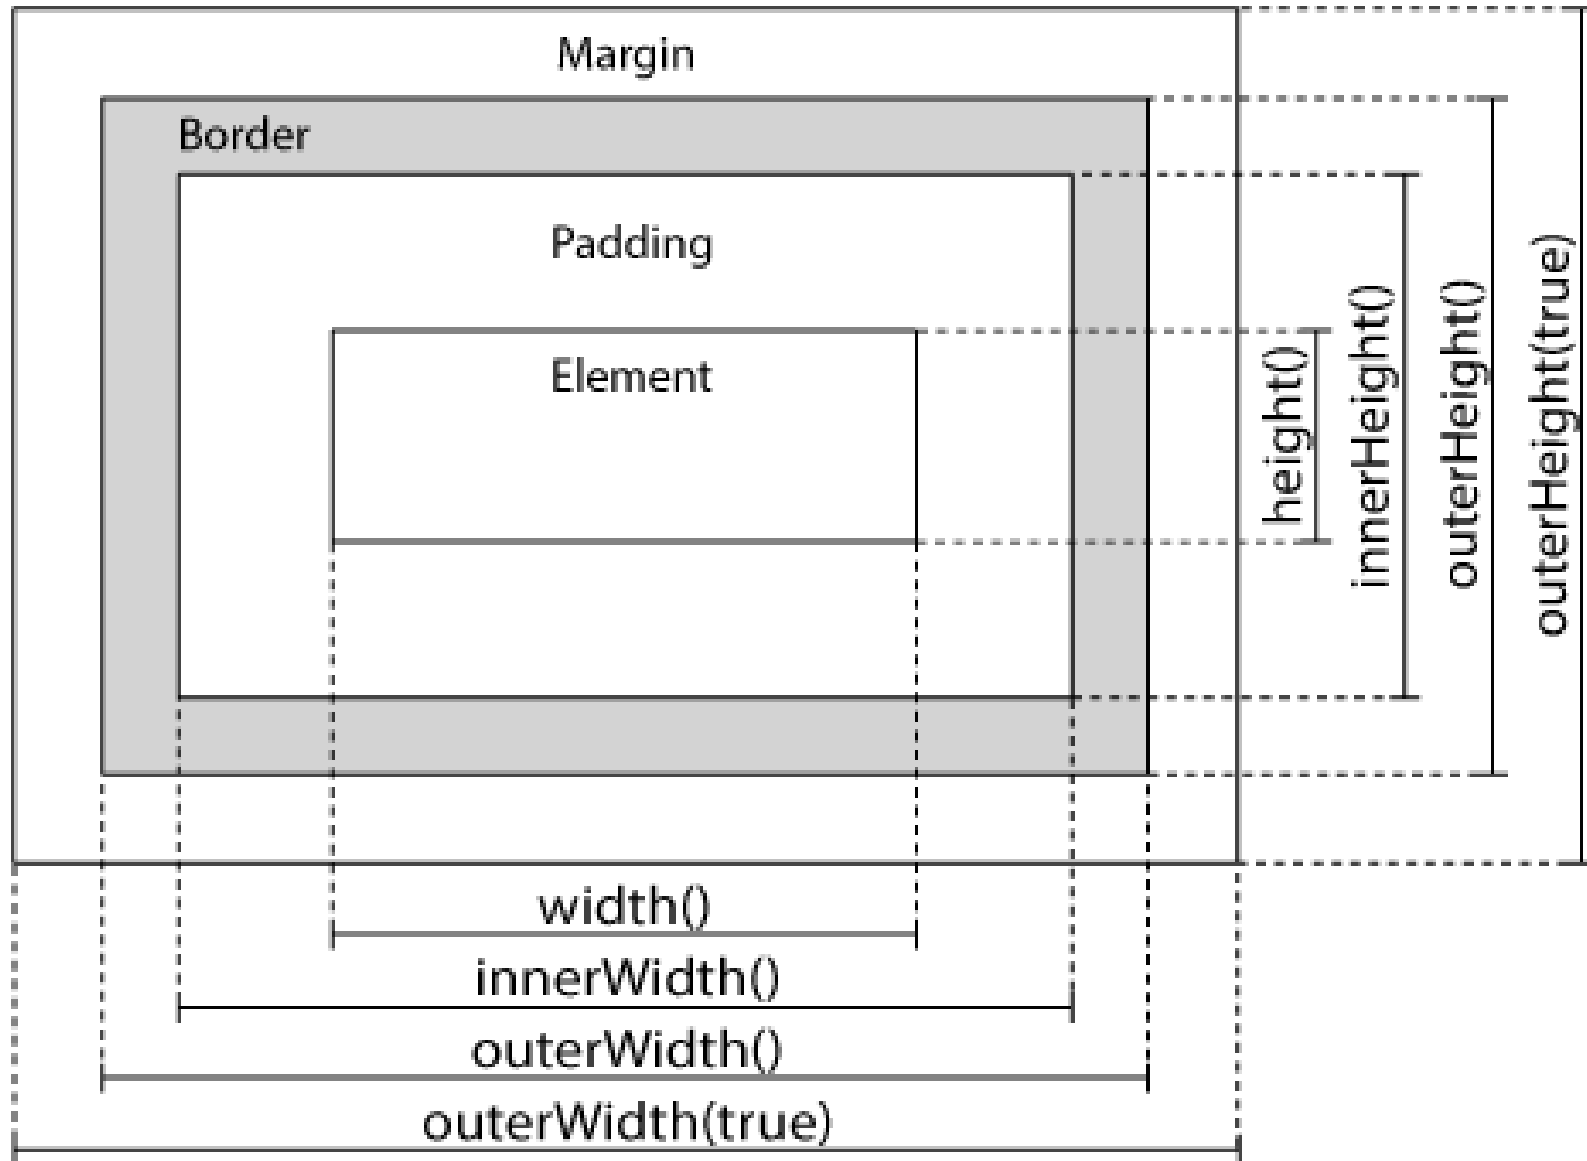 Margin
Border
Padding
Element
height()
innerHeight()
outerHeight()
outerHeight(true)
width()
innerWidth()
outerWidth()
outerWidth(true)